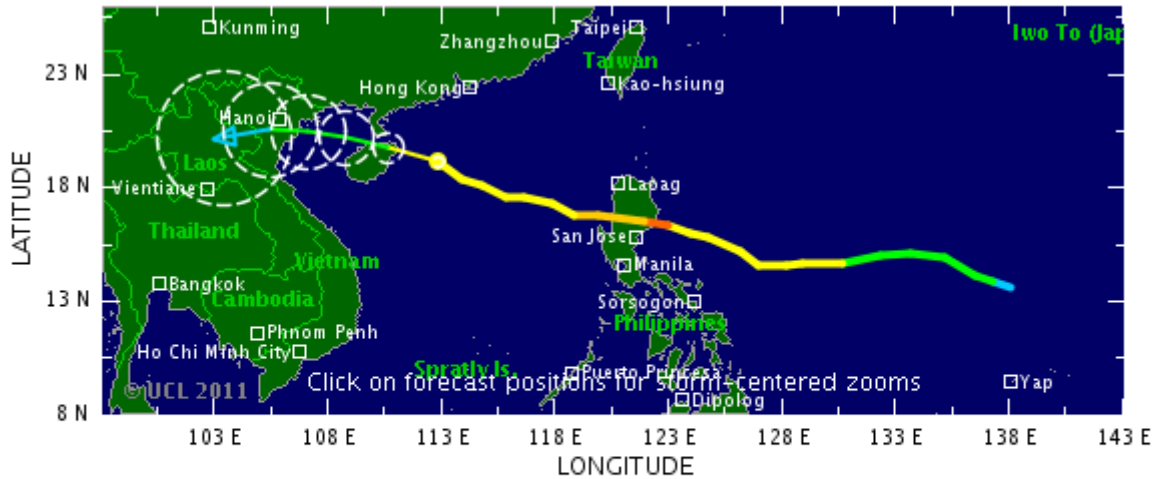 Kunming
Taipei
Iwo To (Jap
Zhangzhou
Taiwan
23 N
Hong Kong
Kao-hsiung
Hanoi
Laos
18 N
Vientiane
Laoag
Thailand
San Jose
Vietnam
Manila
Bangkok
Cambodia
13 N
Sorsogon
Philippines
Phnom Penh
Ho Chi Minh City
Spratly Is.
Puerto Princesa
© UCL 2011
Click on forecast positions for storm-centered zooms
Yap
Dipolog
8 N
103 E
108 E
113 E
118 E
123 E
128 E
133 E
138 E
143 E
LONGITUDE
LATITUDE